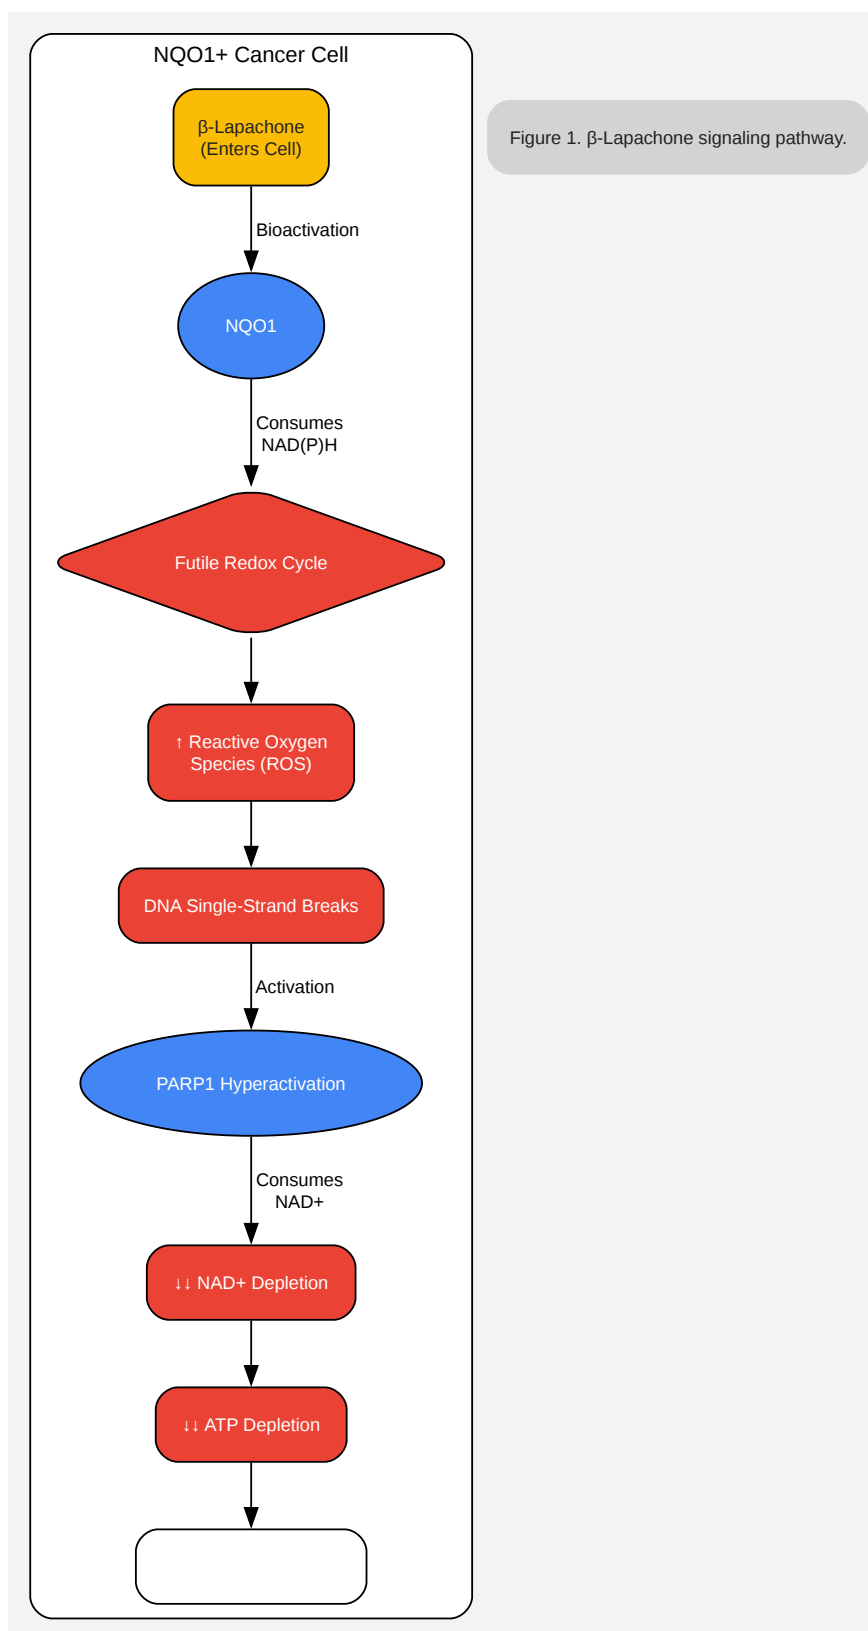 NQO1+ Cancer Cell
β-Lapachone
(Enters Cell)
Figure 1. β-Lapachone signaling pathway.
Bioactivation
NQO1
Consumes
NAD(P)H
Futile Redox Cycle
↑ Reactive Oxygen
Species (ROS)
DNA Single-Strand Breaks
Activation
PARP1 Hyperactivation
Consumes
NAD+
↓↓ NAD+ Depletion
↓↓ ATP Depletion